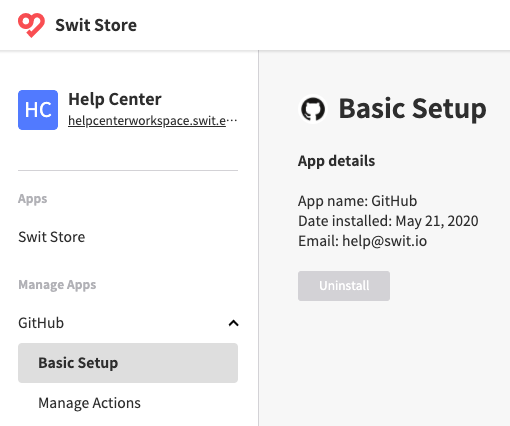 Swit Store
HC
Help Center
helpcenterworkspace.swit.e···
Apps
Swit Store
Manage Apps
GitHub
Basic Setup
Manage Actions
Basic Setup
App details
App name: GitHub
Date installed: May 21, 2020
Email: help@swit.io
Uninstall